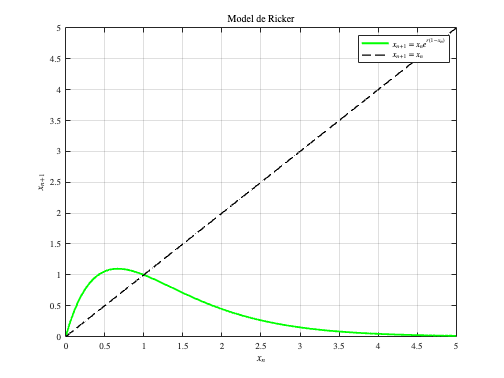 Model de Ricker
x_{n+1} = x_n e^{r(1-x_n)}
x_{n+1} = x_n
x_{n+1}
5
4.5
4
3.5
3
2.5
2
1.5
1
0.5
0
0 0.5 1 1.5 2 2.5 3 3.5 4 4.5 5
x_n